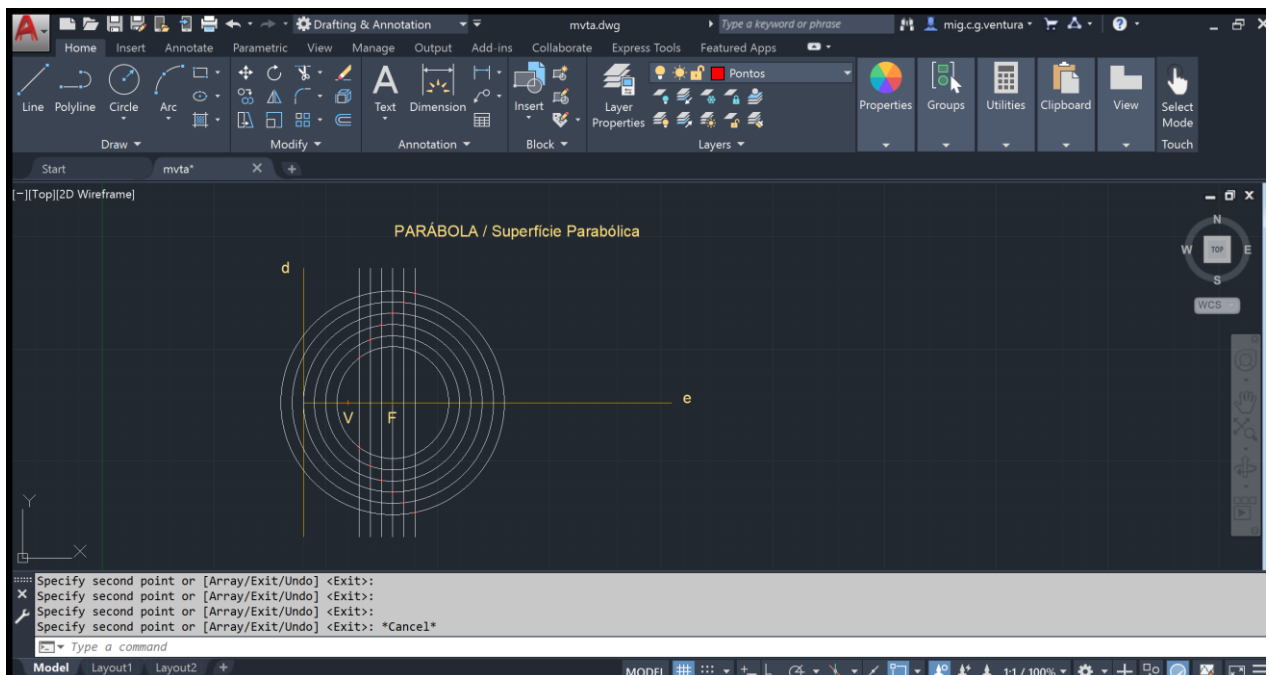 A Drafting & Annotation mvta.dwg Type a keyword or phrase mig.c.g.ventura
Home Insert Annotate Parametric View Manage Output Add-ins Collaborate Express Tools Featured Apps
Pontos
Line Polyline Circle Arc A Text Dimension Insert Layer Properties Properties Groups Utilities Clipboard View Select Mode
Draw Modify Annotation Block Layers Touch
Start mvta*
[−][Top][2D Wireframe]
PARÁBOLA / Superfície Parabólica
N
W TOP E
S
WCS
d
e
V F
Y
X
Specify second point or [Array/Exit/Undo] <Exit>:
Specify second point or [Array/Exit/Undo] <Exit>:
Specify second point or [Array/Exit/Undo] <Exit>:
Specify second point or [Array/Exit/Undo] <Exit>: *Cancel*
Type a command
Model Layout1 Layout2 + MODEL 1:1 / 100%